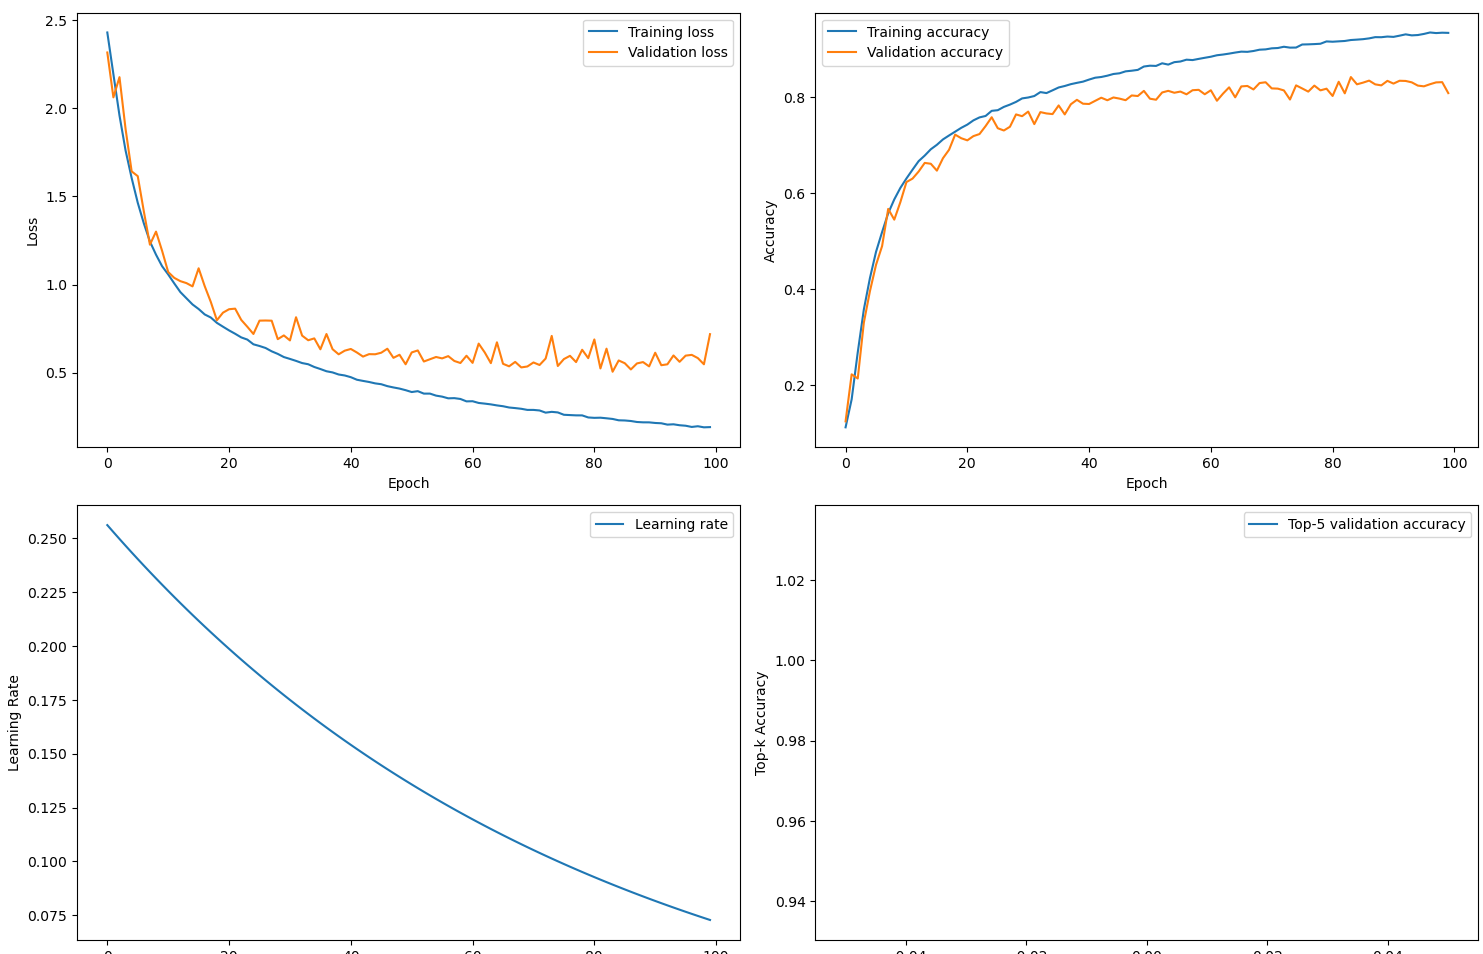 2.5
2.0
1.5
1.0
0.5
Loss
Training loss
Validation loss
0 20 40 60 80 100
Epoch
0.8
0.6
0.4
0.2
Accuracy
Training accuracy
Validation accuracy
0 20 40 60 80 100
Epoch
0.250
0.225
0.200
0.175
0.150
0.125
0.100
0.075
Learning Rate
Learning rate
1.02
1.00
0.98
0.96
0.94
Top-k Accuracy
Top-5 validation accuracy